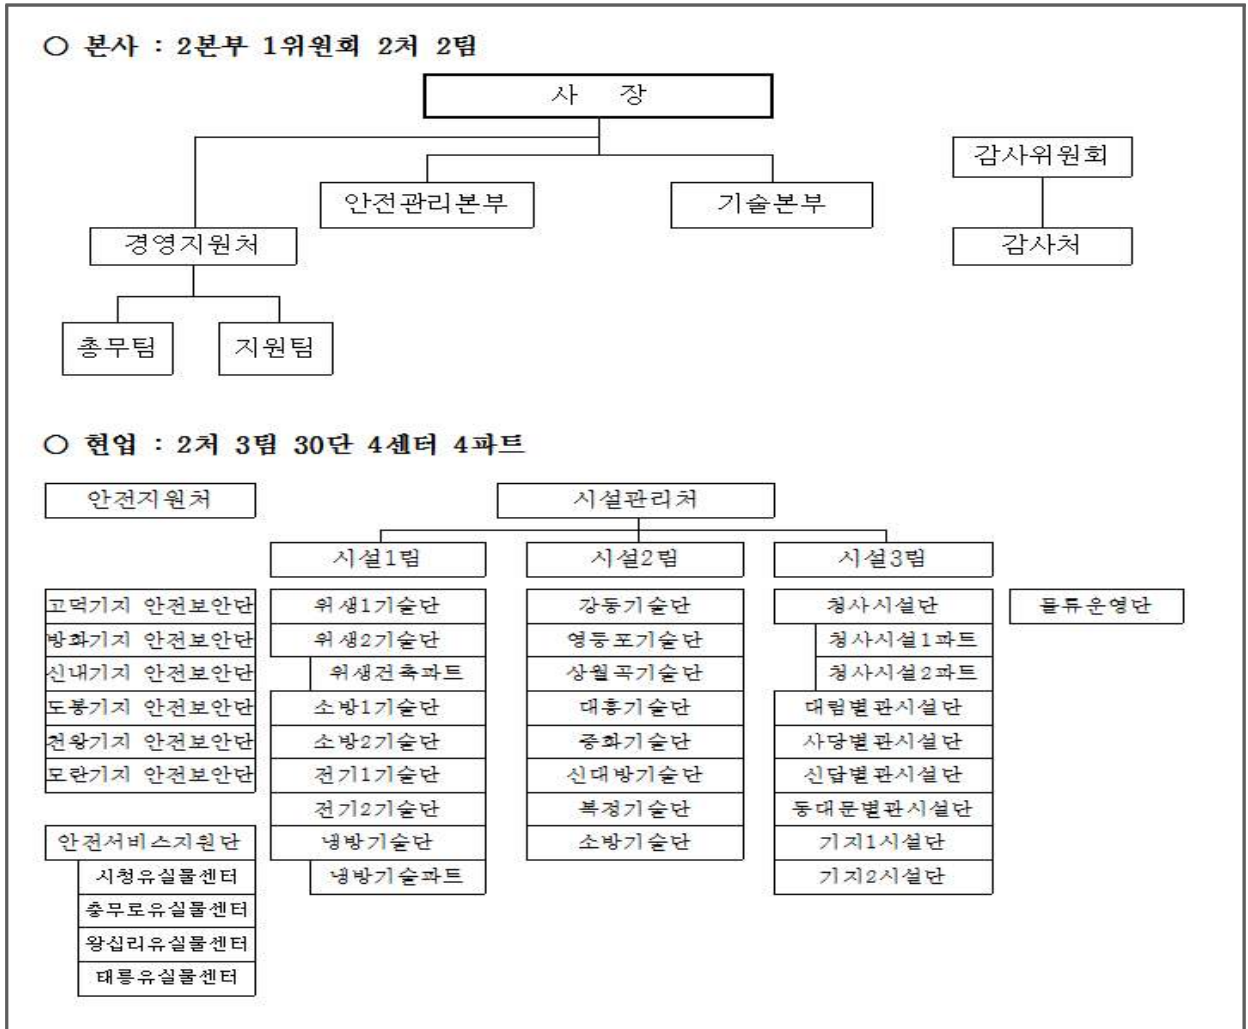 ○ 본사 : 2본부 1위원회 2처 2팀
사 장
감사위원회
안전관리본부 기술본부
경영지원처 감사처
총무팀 지원팀
○ 현업 : 2처 3팀 30단 4센터 4파트
안전지원처 시설관리처
시설1팀 시설2팀 시설3팀
고덕기지 안전보안단 위생1기술단 강동기술단 청사시설단 물류운영단
방화기지 안전보안단 위생2기술단 영등포기술단 청사시설1파트
신내기지 안전보안단 위생건축파트 상월곡기술단 청사시설2파트
도봉기지 안전보안단 소방1기술단 대흥기술단 대림별관시설단
천왕기지 안전보안단 소방2기술단 중화기술단 사당별관시설단
모란기지 안전보안단 전기1기술단 신대방기술단 신답별관시설단
전기2기술단 복정기술단 동대문별관시설단
안전서비스지원단 냉방기술단 소방기술단 기지1시설단
시청유실물센터 냉방기술파트 기지2시설단
충무로유실물센터
왕십리유실물센터
태릉유실물센터